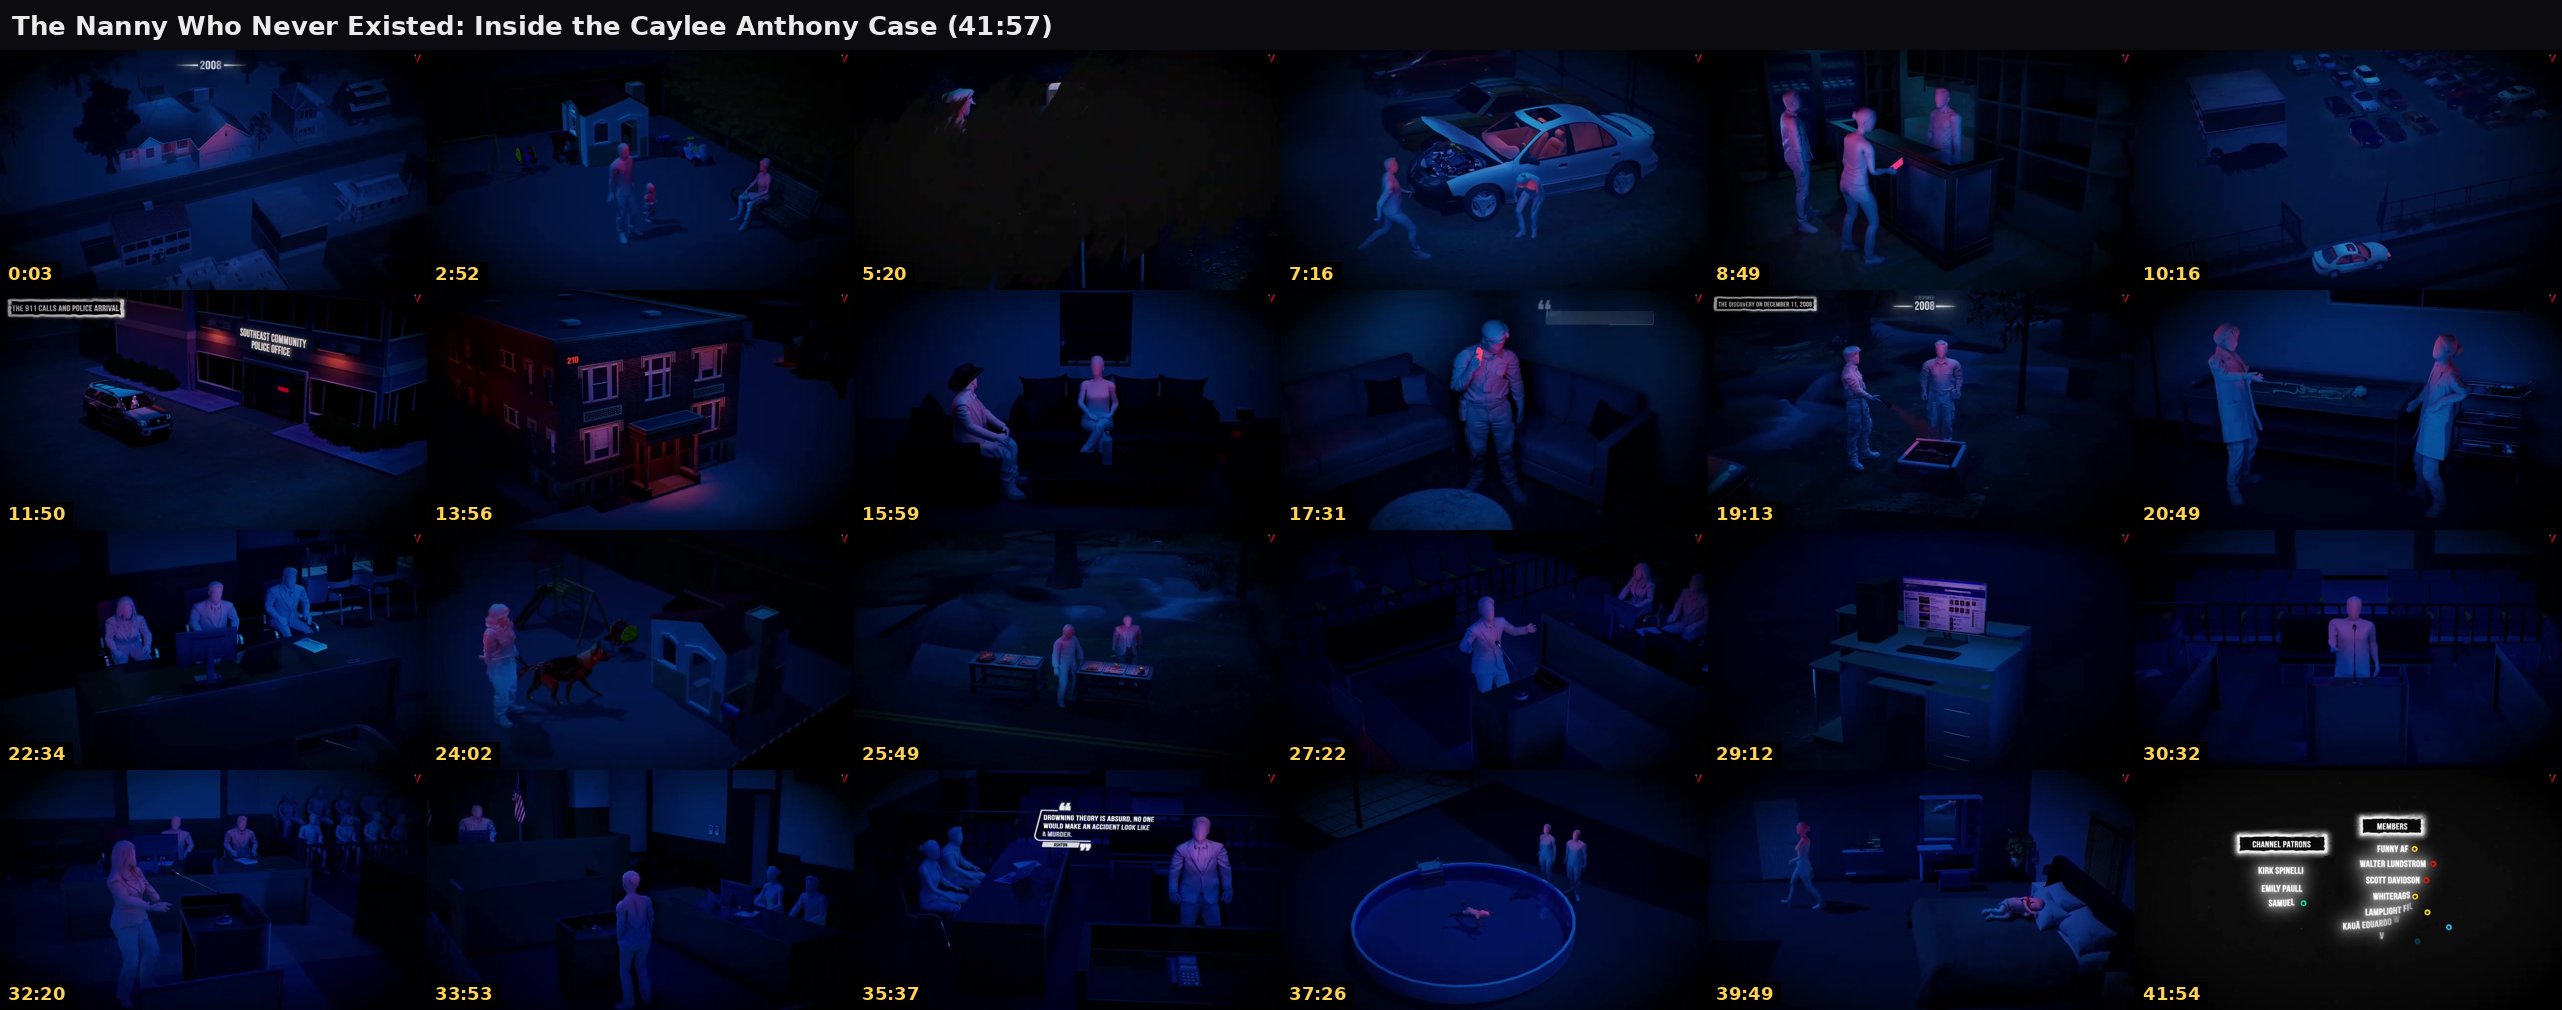 The Nanny Who Never Existed: Inside the Caylee Anthony Case (41:57)
2008
0:03
2:52
5:20
7:16
8:49
10:16
THE 911 CALLS AND POLICE ARRIVAL
SOUTHEAST COMMUNITY
POLICE OFFICE
11:50
210
13:56
15:59
17:31
THE DISCOVERY ON DECEMBER 11, 2008
2008
19:13
20:49
22:34
24:02
25:49
27:22
29:12
30:32
32:20
33:53
DROWNING THEORY IS ABSURD, NO ONE
WOULD MAKE AN ACCIDENT LOOK LIKE
A MURDER.
ASHTON
35:37
37:26
39:49
CHANNEL PATRONS
KIRK SPINELLI
EMILY PAULL
SAMUEL
MEMBERS
FUNNY AF
WALTER LUNDSTROM
SCOTT DAVIDSON
WHITERAGS
LAMPLIGHT
KAUÃ EDUARDO
41:54